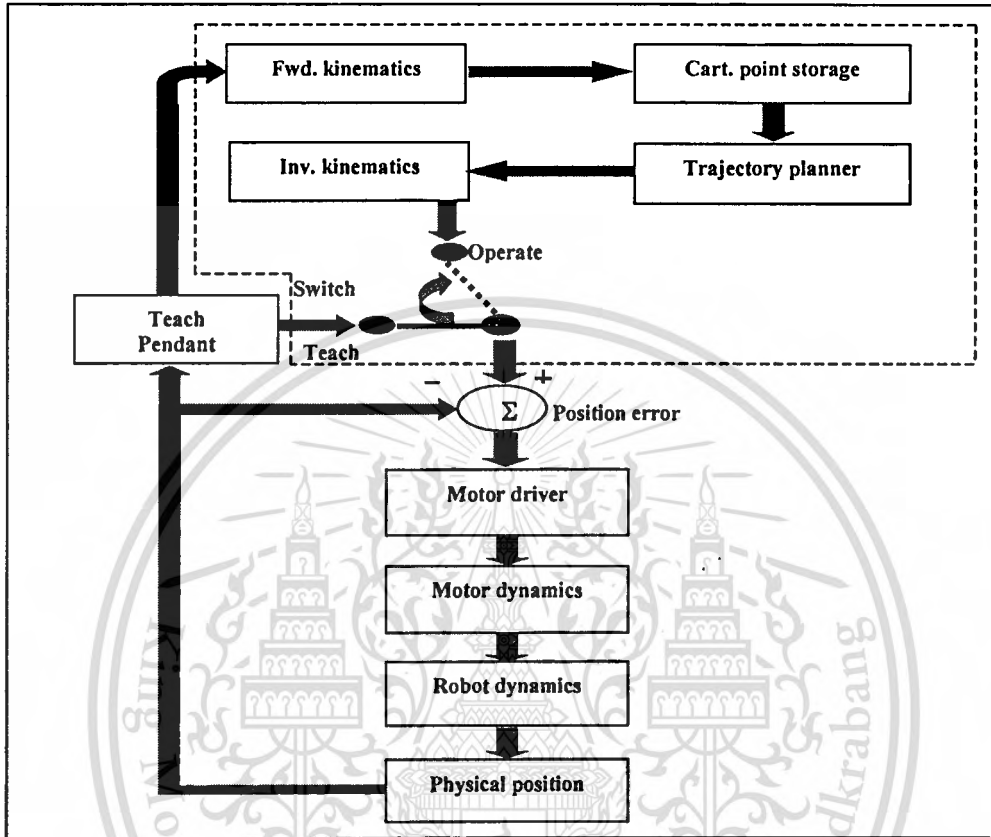 Fwd. kinematics
Cart. point storage
Inv. kinematics
Trajectory planner
Operate
Switch
Teach
Pendant
Teach
− +
Σ
Position error
Motor driver
Motor dynamics
Robot dynamics
Physical position
dkrabang